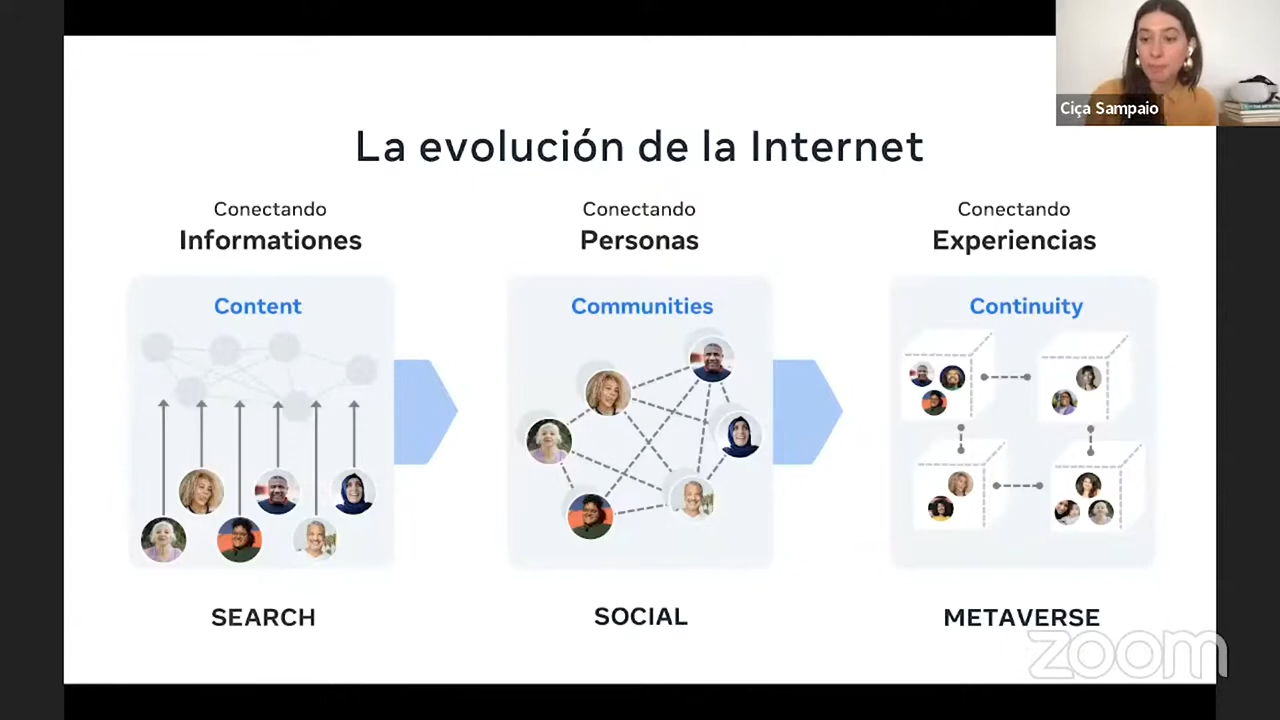 Ciça Sampaio
La evolución de la Internet
Conectando
Informationes
Content
SEARCH
Conectando
Personas
Communities
SOCIAL
Conectando
Experiencias
Continuity
METAVERSE
zoom